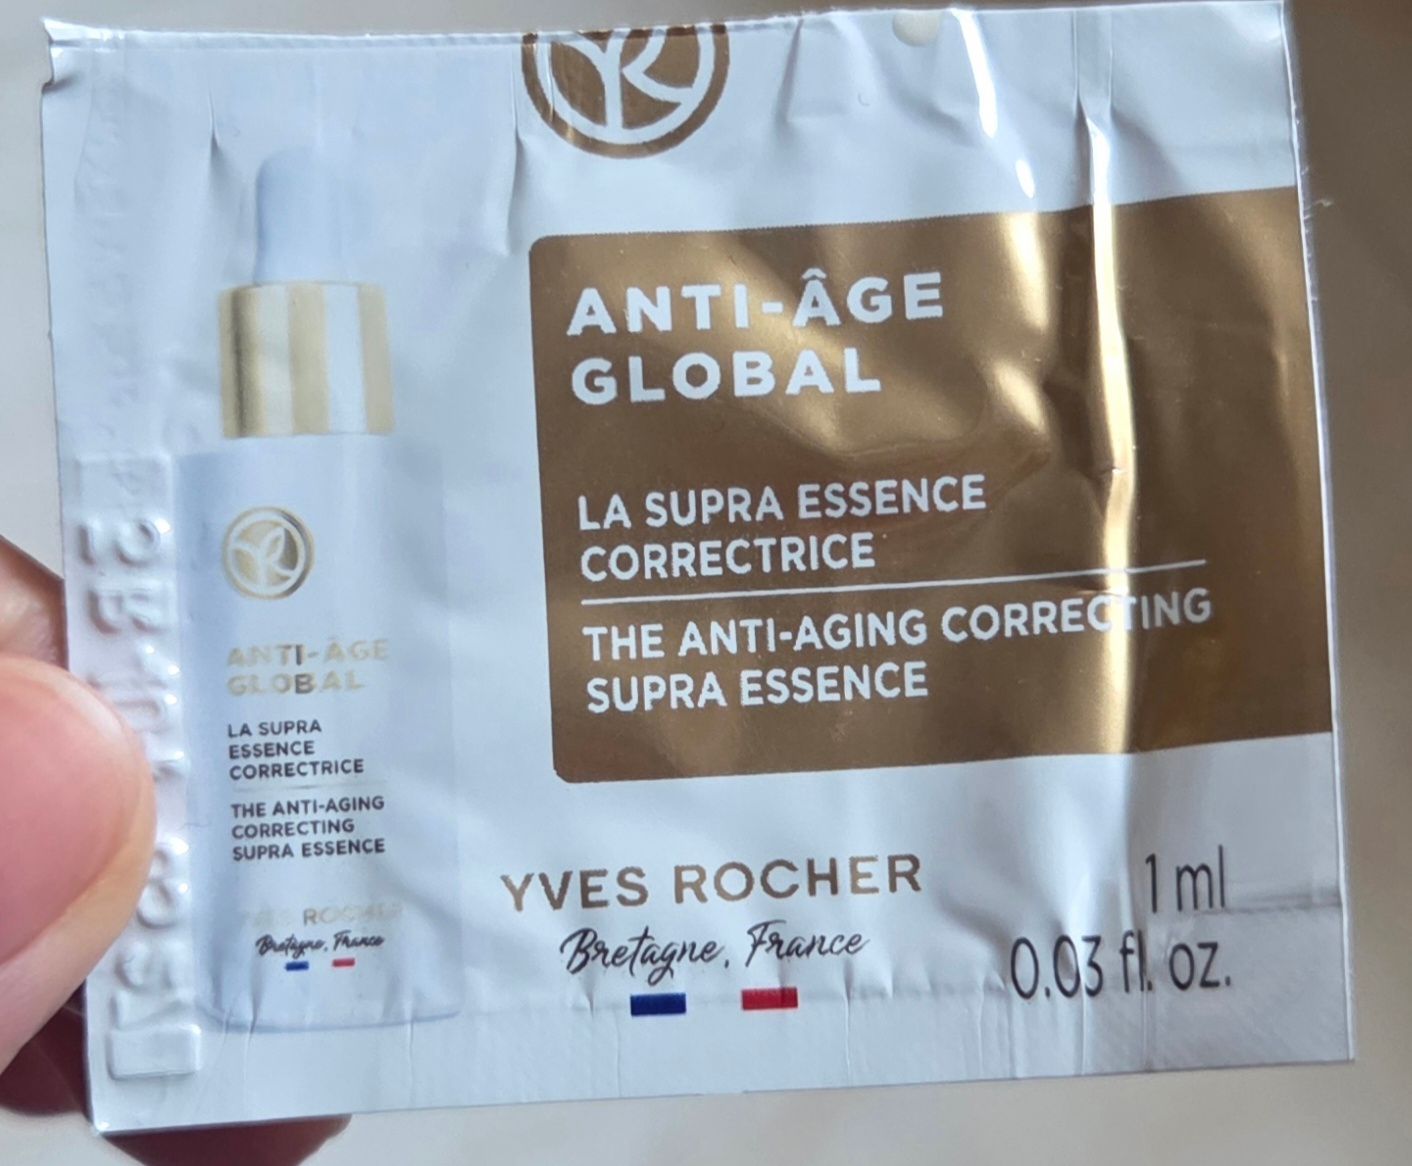 ANTI-ÂGE
GLOBAL
LA SUPRA ESSENCE
CORRECTRICE
THE ANTI-AGING CORRECTING
SUPRA ESSENCE
YVES ROCHER
Bretagne, France
1 ml
0.03 fl. oz.
ANTI-ÂGE
GLOBAL
LA SUPRA
ESSENCE
CORRECTRICE
THE ANTI-AGING
CORRECTING
SUPRA ESSENCE
YVES ROCHER
Bretagne, France